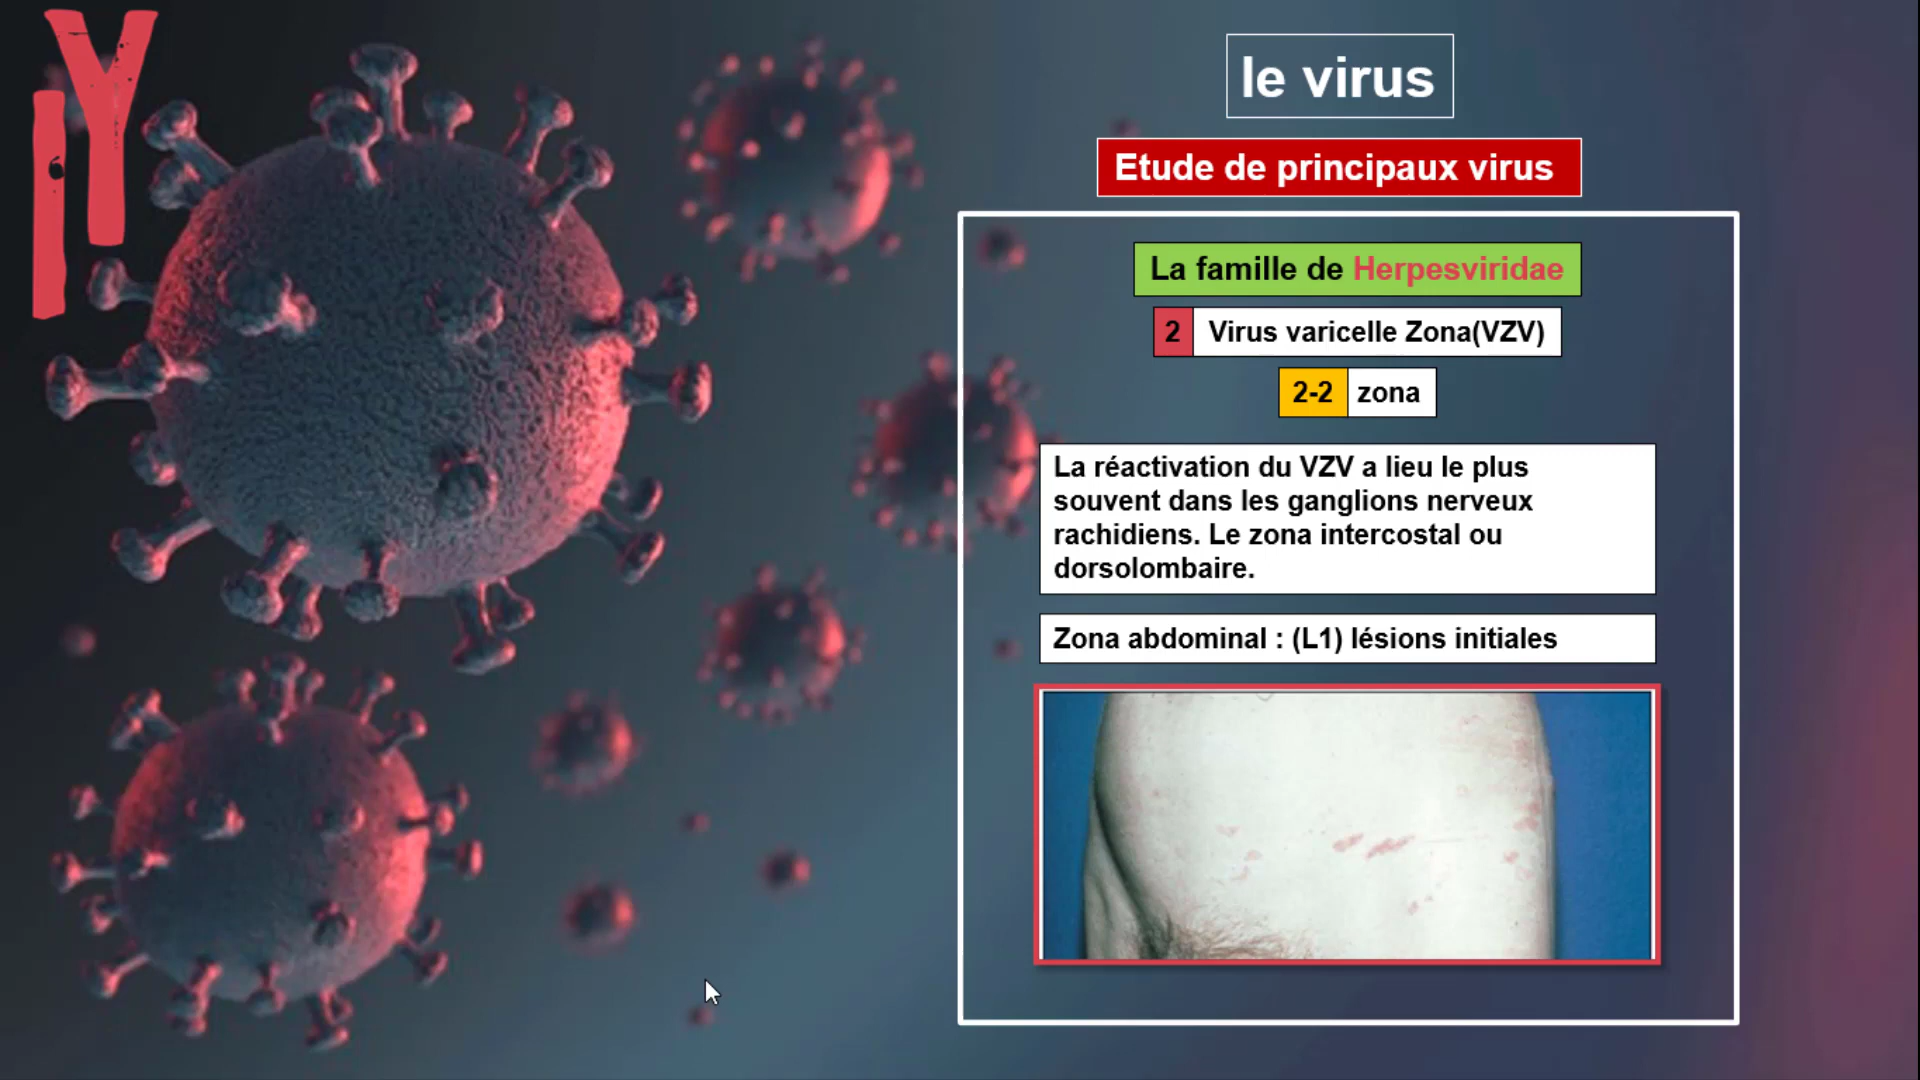 le virus
Etude de principaux virus
La famille de Herpesviridae
2 Virus varicelle Zona(VZV)
2-2 zona
La réactivation du VZV a lieu le plus
souvent dans les ganglions nerveux
rachidiens. Le zona intercostal ou
dorsolombaire.
Zona abdominal : (L1) lésions initiales